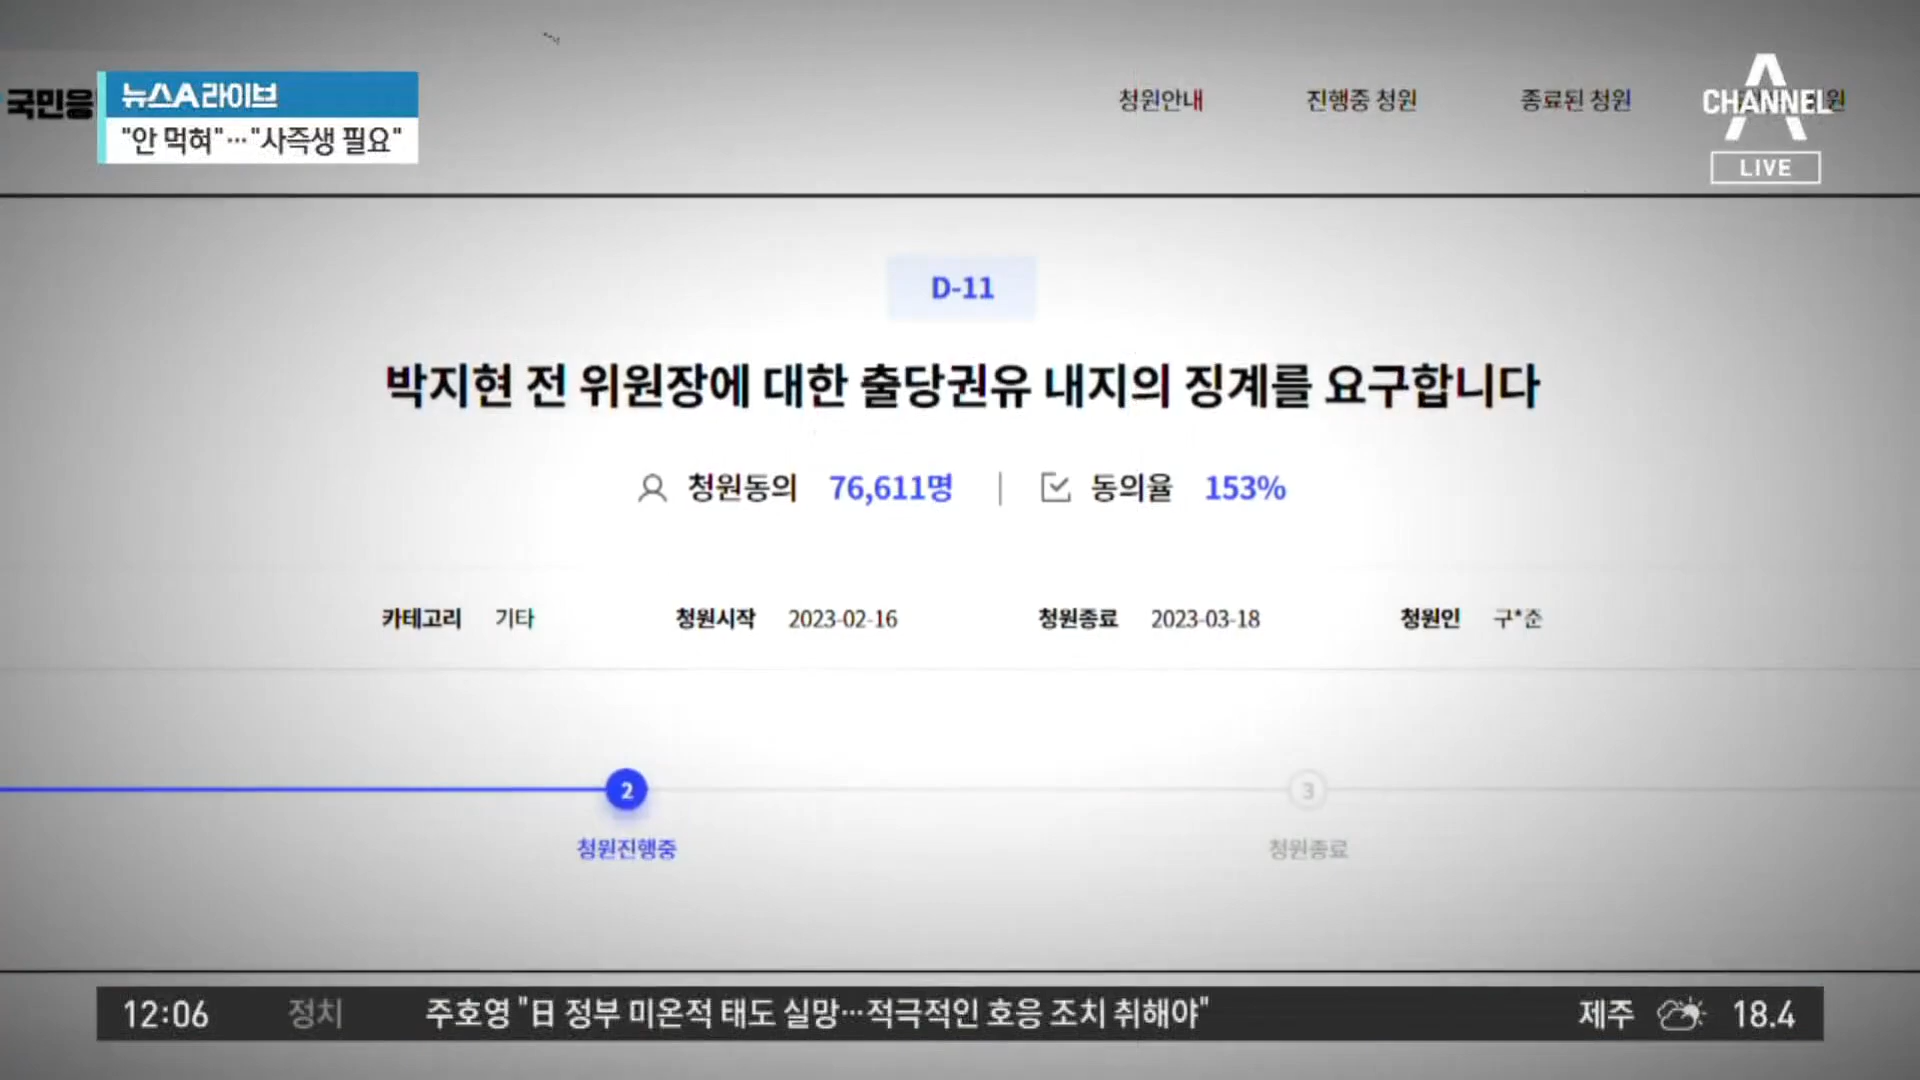 국민응
뉴스A 라이브
"안 먹혀"…"사즉생 필요"
청원안내 진행중 청원 종료된 청원 원
CHANNEL A
LIVE
D-11
박지현 전 위원장에 대한 출당권유 내지의 징계를 요구합니다
청원동의 76,611명 | 동의율 153%
카테고리 기타 청원시작 2023-02-16 청원종료 2023-03-18 청원인 구*준
2 3
청원진행중 청원종료
12:06 정치 주호영 "日 정부 미온적 태도 실망…적극적인 호응 조치 취해야" 제주 18.4